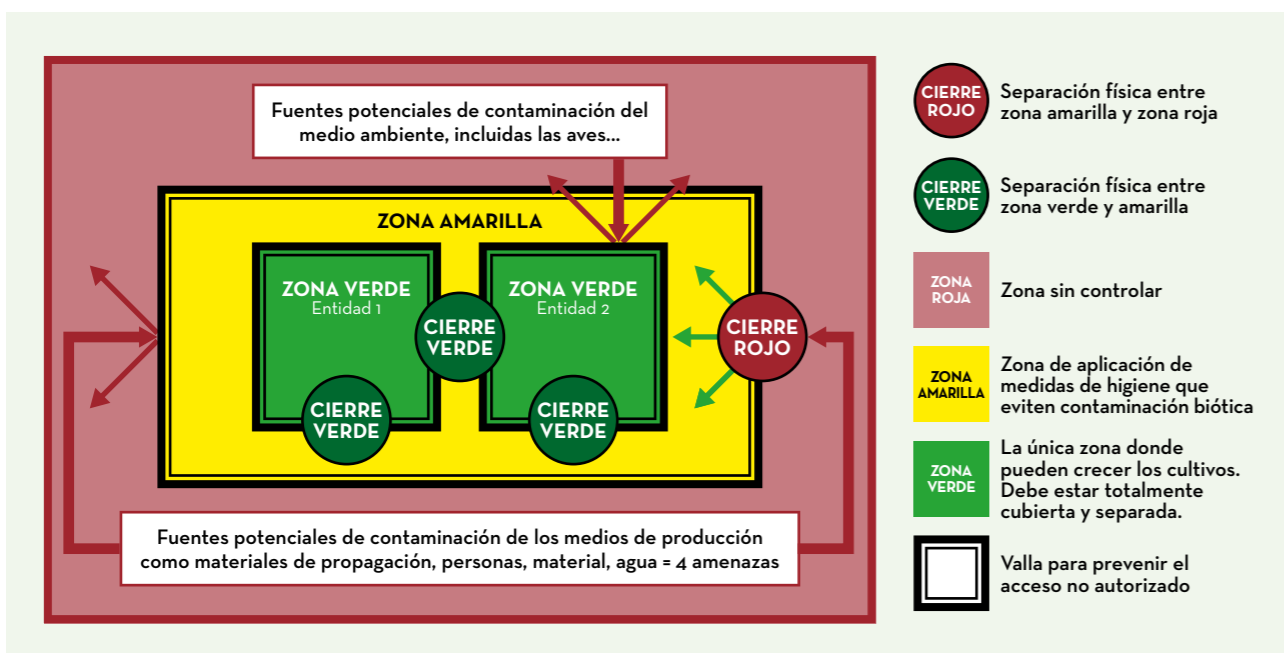 Fuentes potenciales de contaminación del
medio ambiente, incluidas las aves...
ZONA AMARILLA
ZONA VERDE
Entidad 1
ZONA VERDE
Entidad 2
CIERRE
VERDE
CIERRE
ROJO
CIERRE
VERDE
CIERRE
VERDE
Fuentes potenciales de contaminación de los medios de producción
como materiales de propagación, personas, material, agua = 4 amenazas
CIERRE
ROJO
Separación física entre
zona amarilla y zona roja
CIERRE
VERDE
Separación física entre
zona verde y amarilla
ZONA
ROJA
Zona sin controlar
ZONA
AMARILLA
Zona de aplicación de
medidas de higiene que
eviten contaminación biótica
ZONA
VERDE
La única zona donde
pueden crecer los cultivos.
Debe estar totalmente
cubierta y separada.
Valla para prevenir el
acceso no autorizado